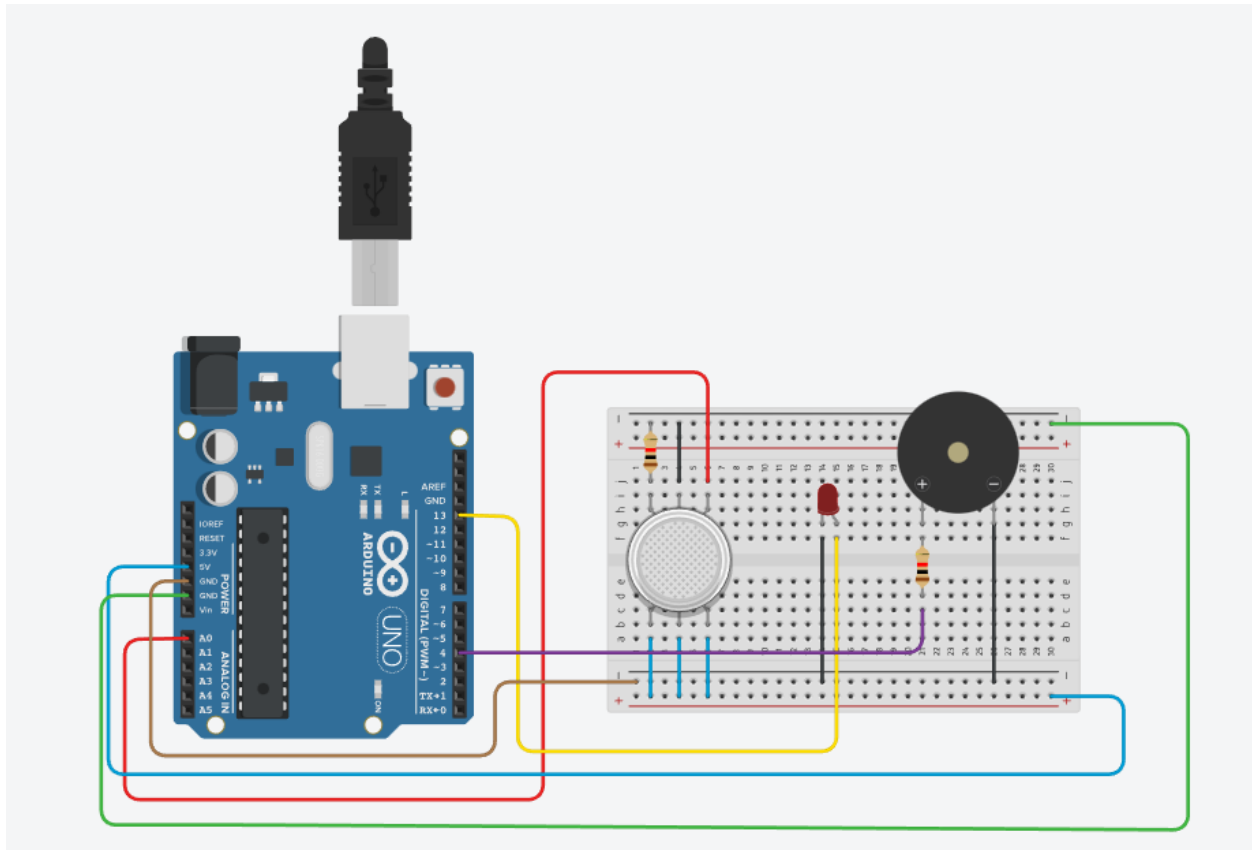 AREF
GND
13
12
~11
~10
~9
8
7
~6
~5
4
~3
2
TX→1
RX←0
DIGITAL (PWM~)
RX
TX
L
ARDUINO
UNO
ON
IOREF
RESET
3.3V
5V
GND
GND
Vin
POWER
A0
A1
A2
A3
A4
A5
ANALOG IN
- -
+ +
j j
i i
h h
g g
f f
e e
d d
c c
b b
a a
- -
+ +
+ -